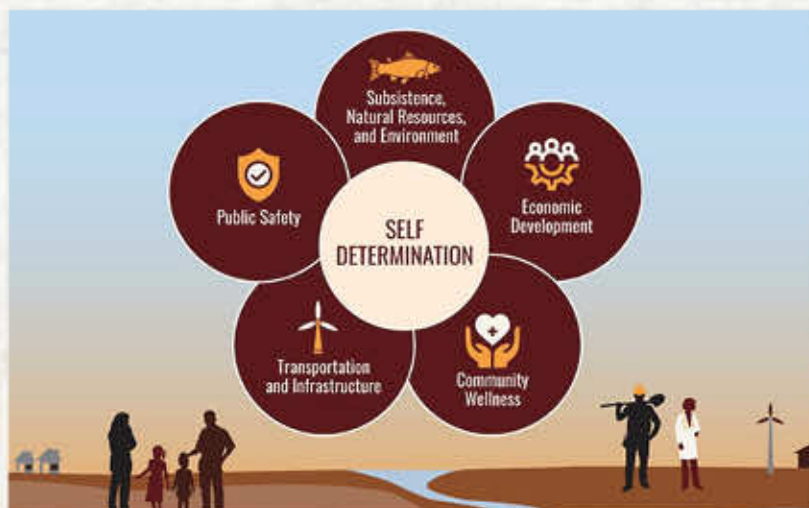 Subsistence,
Natural Resources,
and Environment
Public Safety
Economic
Development
SELF
DETERMINATION
Transportation
and Infrastructure
Community
Wellness